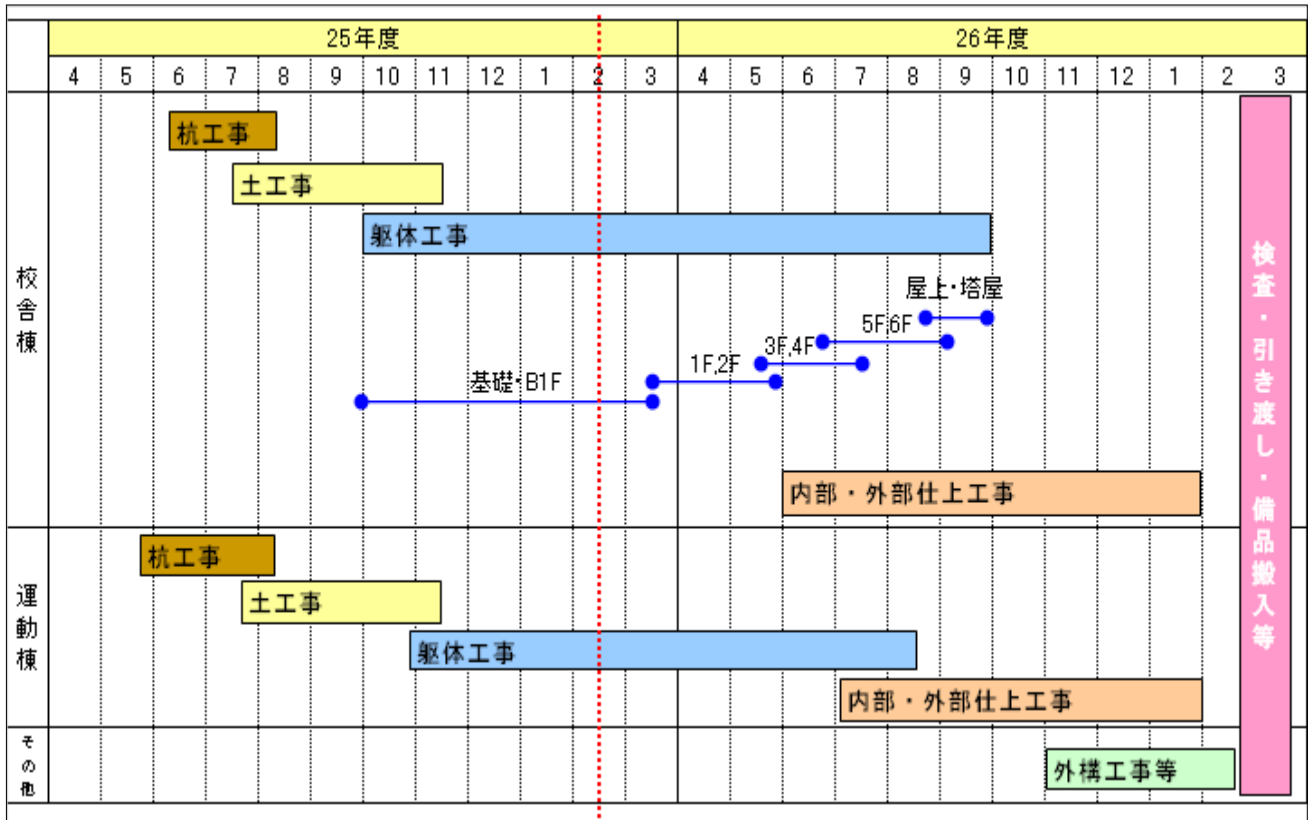 25年度 26年度
4 5 6 7 8 9 10 11 12 1 2 3 4 5 6 7 8 9 10 11 12 1 2 3
校舎棟
杭工事
土工事
躯体工事
屋上・塔屋
5F,6F
3F,4F
1F,2F
基礎・B1F
内部・外部仕上工事
運動棟
杭工事
土工事
躯体工事
内部・外部仕上工事
その他
外構工事等
検査・引き渡し・備品搬入等